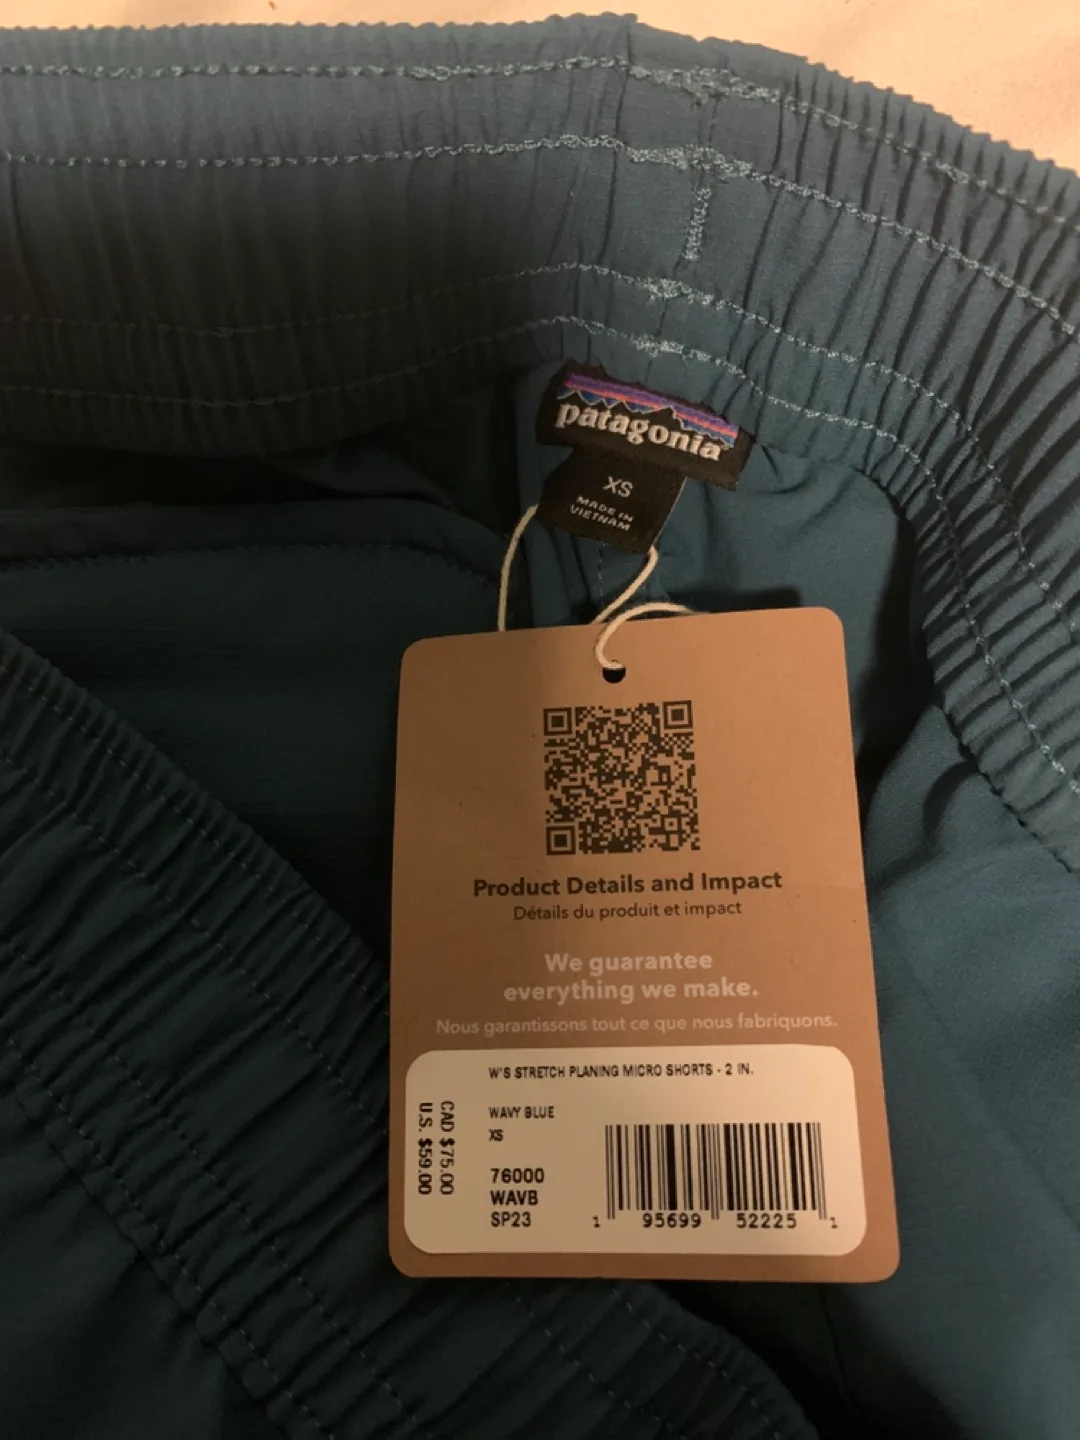 patagonia
XS
MADE IN
VIETNAM
Product Details and Impact
Détails du produit et impact
We guarantee
everything we make.
Nous garantissons tout ce que nous fabriquons.
W'S STRETCH PLANING MICRO SHORTS - 2 IN.
WAVY BLUE
XS
76000
WAVB
SP23
CAD $75.00
U.S. $59.00
1 95699 52225 1